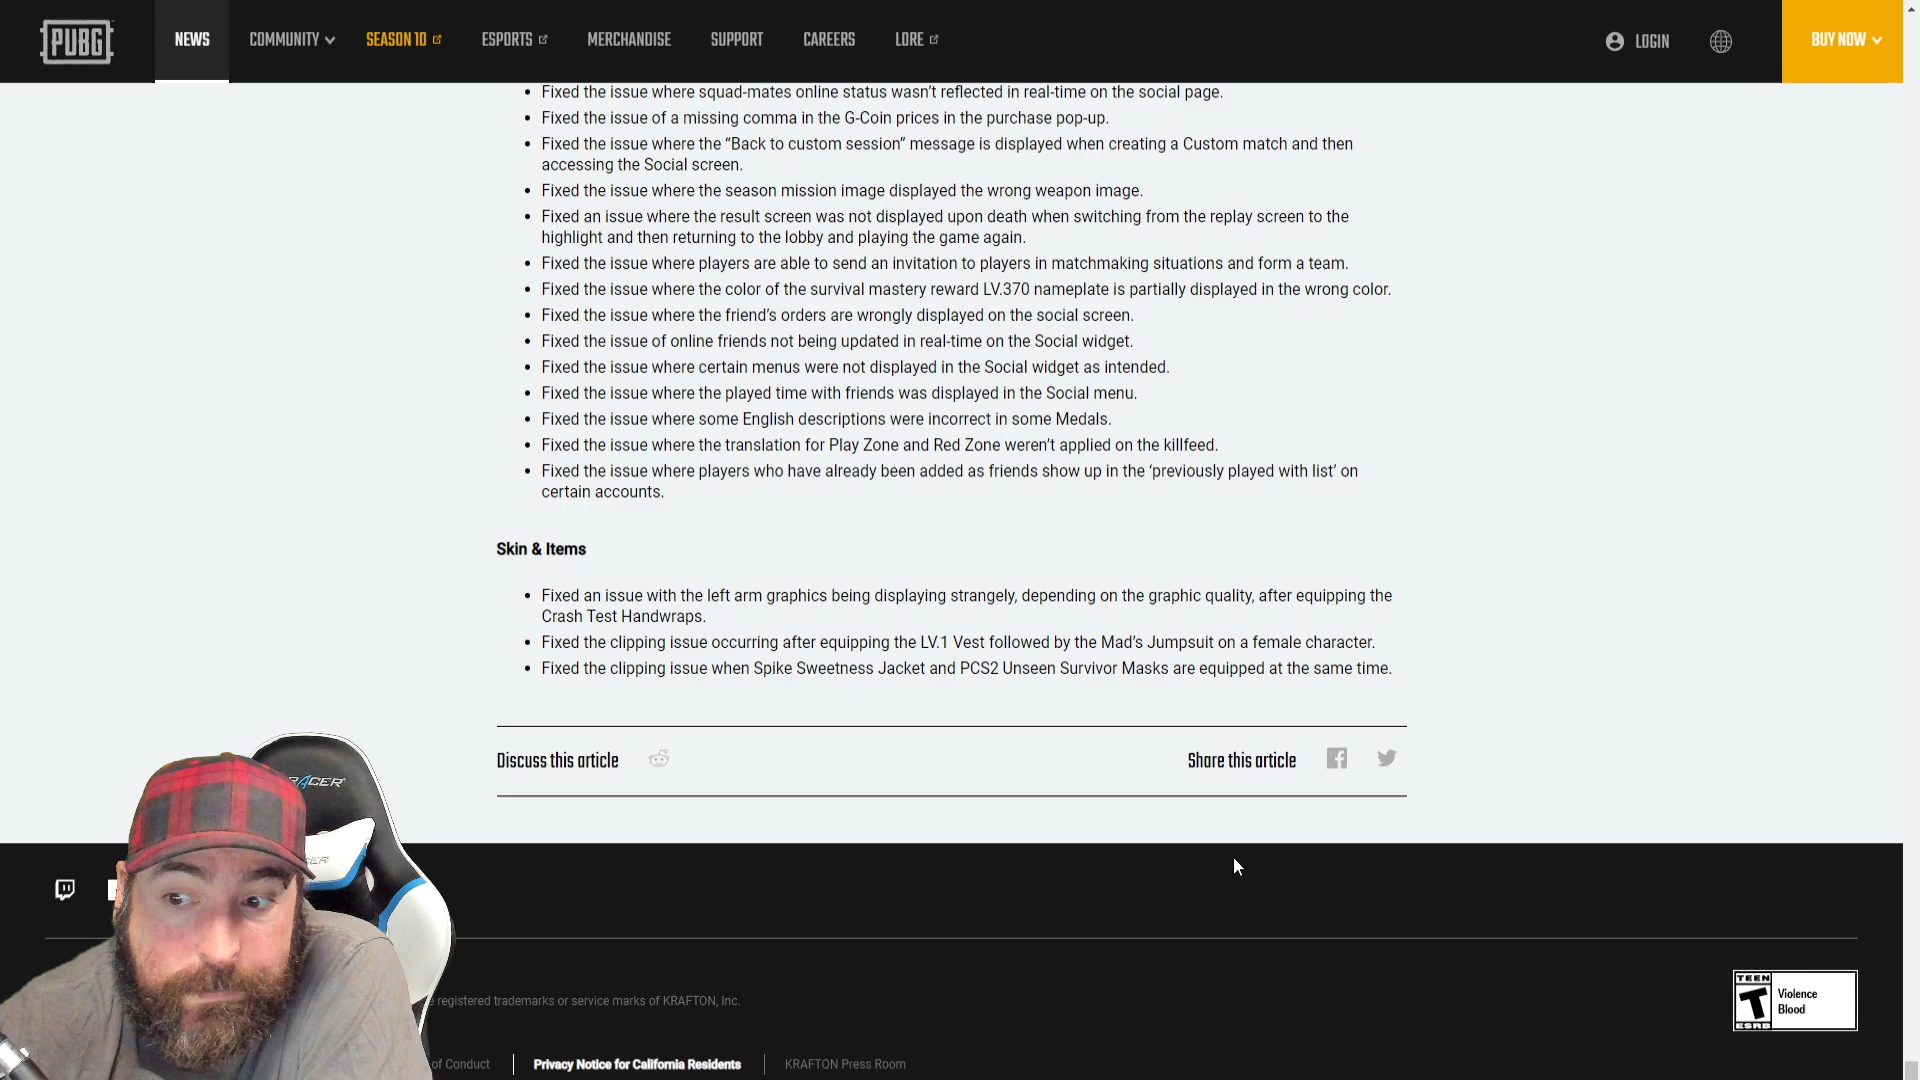 PUBG NEWS COMMUNITY SEASON 10 ESPORTS MERCHANDISE SUPPORT CAREERS LORE LOGIN BUY NOW
Fixed the issue where squad-mates online status wasn’t reflected in real-time on the social page.
Fixed the issue of a missing comma in the G-Coin prices in the purchase pop-up.
Fixed the issue where the “Back to custom session” message is displayed when creating a Custom match and then
accessing the Social screen.
Fixed the issue where the season mission image displayed the wrong weapon image.
Fixed an issue where the result screen was not displayed upon death when switching from the replay screen to the
highlight and then returning to the lobby and playing the game again.
Fixed the issue where players are able to send an invitation to players in matchmaking situations and form a team.
Fixed the issue where the color of the survival mastery reward LV.370 nameplate is partially displayed in the wrong color.
Fixed the issue where the friend’s orders are wrongly displayed on the social screen.
Fixed the issue of online friends not being updated in real-time on the Social widget.
Fixed the issue where certain menus were not displayed in the Social widget as intended.
Fixed the issue where the played time with friends was displayed in the Social menu.
Fixed the issue where some English descriptions were incorrect in some Medals.
Fixed the issue where the translation for Play Zone and Red Zone weren’t applied on the killfeed.
Fixed the issue where players who have already been added as friends show up in the ‘previously played with list’ on
certain accounts.
Skin & Items
Fixed an issue with the left arm graphics being displaying strangely, depending on the graphic quality, after equipping the
Crash Test Handwraps.
Fixed the clipping issue occurring after equipping the LV.1 Vest followed by the Mad’s Jumpsuit on a female character.
Fixed the clipping issue when Spike Sweetness Jacket and PCS2 Unseen Survivor Masks are equipped at the same time.
Discuss this article
Share this article
registered trademarks or service marks of KRAFTON, Inc.
TEEN
T
ESRB
Violence
Blood
of Conduct
Privacy Notice for California Residents
KRAFTON Press Room